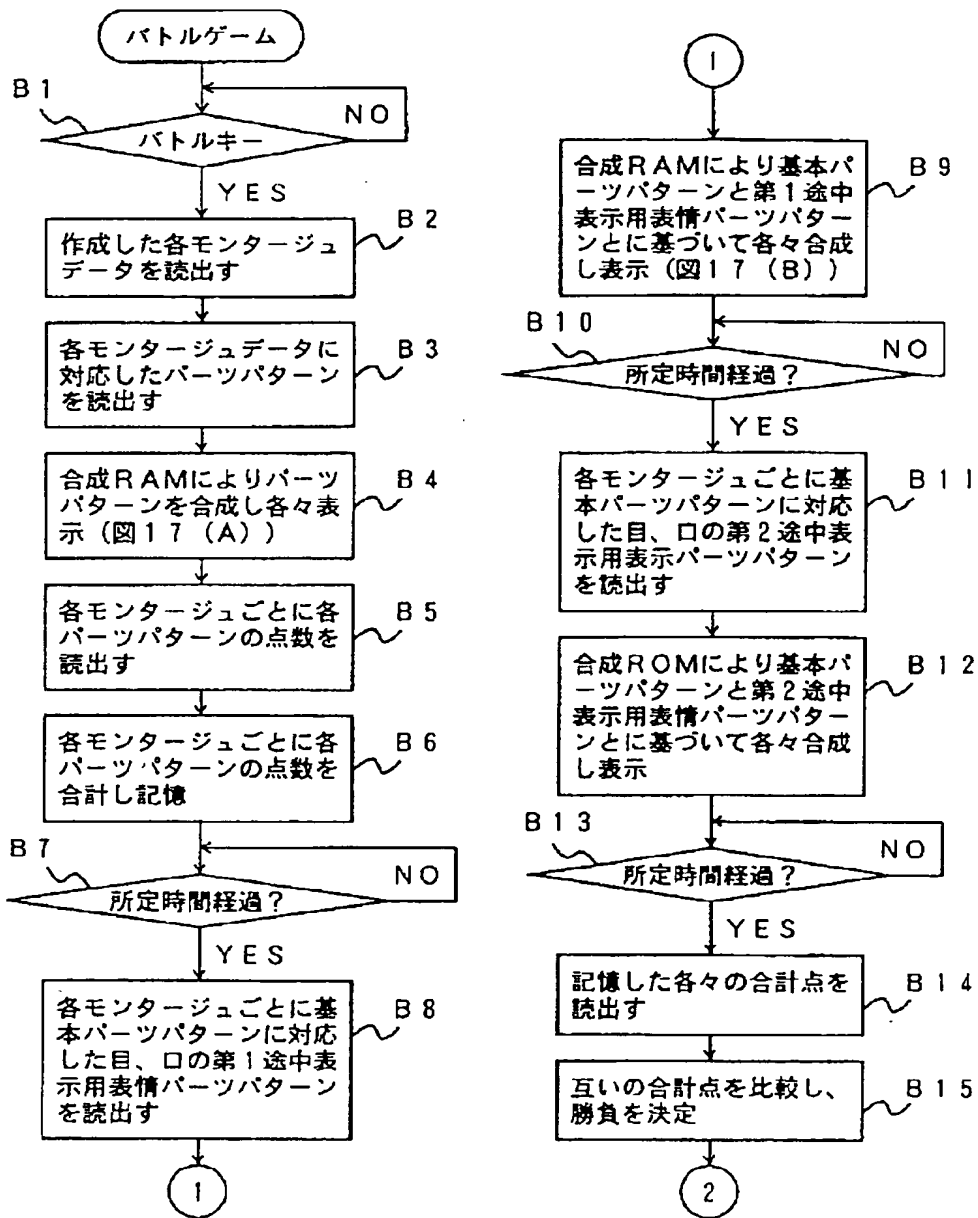 バトルゲーム
B1
NO
バトルキー
YES
B2
作成した各モンタージュ
データを読出す
B3
各モンタージュデータに
対応したパーツパターン
を読出す
B4
合成RAMによりパーツ
パターンを合成し各々表
示(図17(A))
B5
各モンタージュごとに各
パーツパターンの点数を
読出す
B6
各モンタージュごとに各
パーツパターンの点数を
合計し記憶
B7
NO
所定時間経過?
YES
B8
各モンタージュごとに基
本パーツパターンに対応
した目、口の第1途中表
示用表情パーツパターン
を読出す
1
1
B9
合成RAMにより基本パ
ーツパターンと第1途中
表示用表情パーツパター
ンとに基づいて各々合成
し表示(図17(B))
B10
NO
所定時間経過?
YES
B11
各モンタージュごとに基
本パーツパターンに対応
した目、口の第2途中表
示用表示パーツパターン
を読出す
B12
合成ROMにより基本パ
ーツパターンと第2途中
表示用表情パーツパター
ンとに基づいて各々合成
し表示
B13
NO
所定時間経過?
YES
B14
記憶した各々の合計点を
読出す
B15
互いの合計点を比較し、
勝負を決定
2